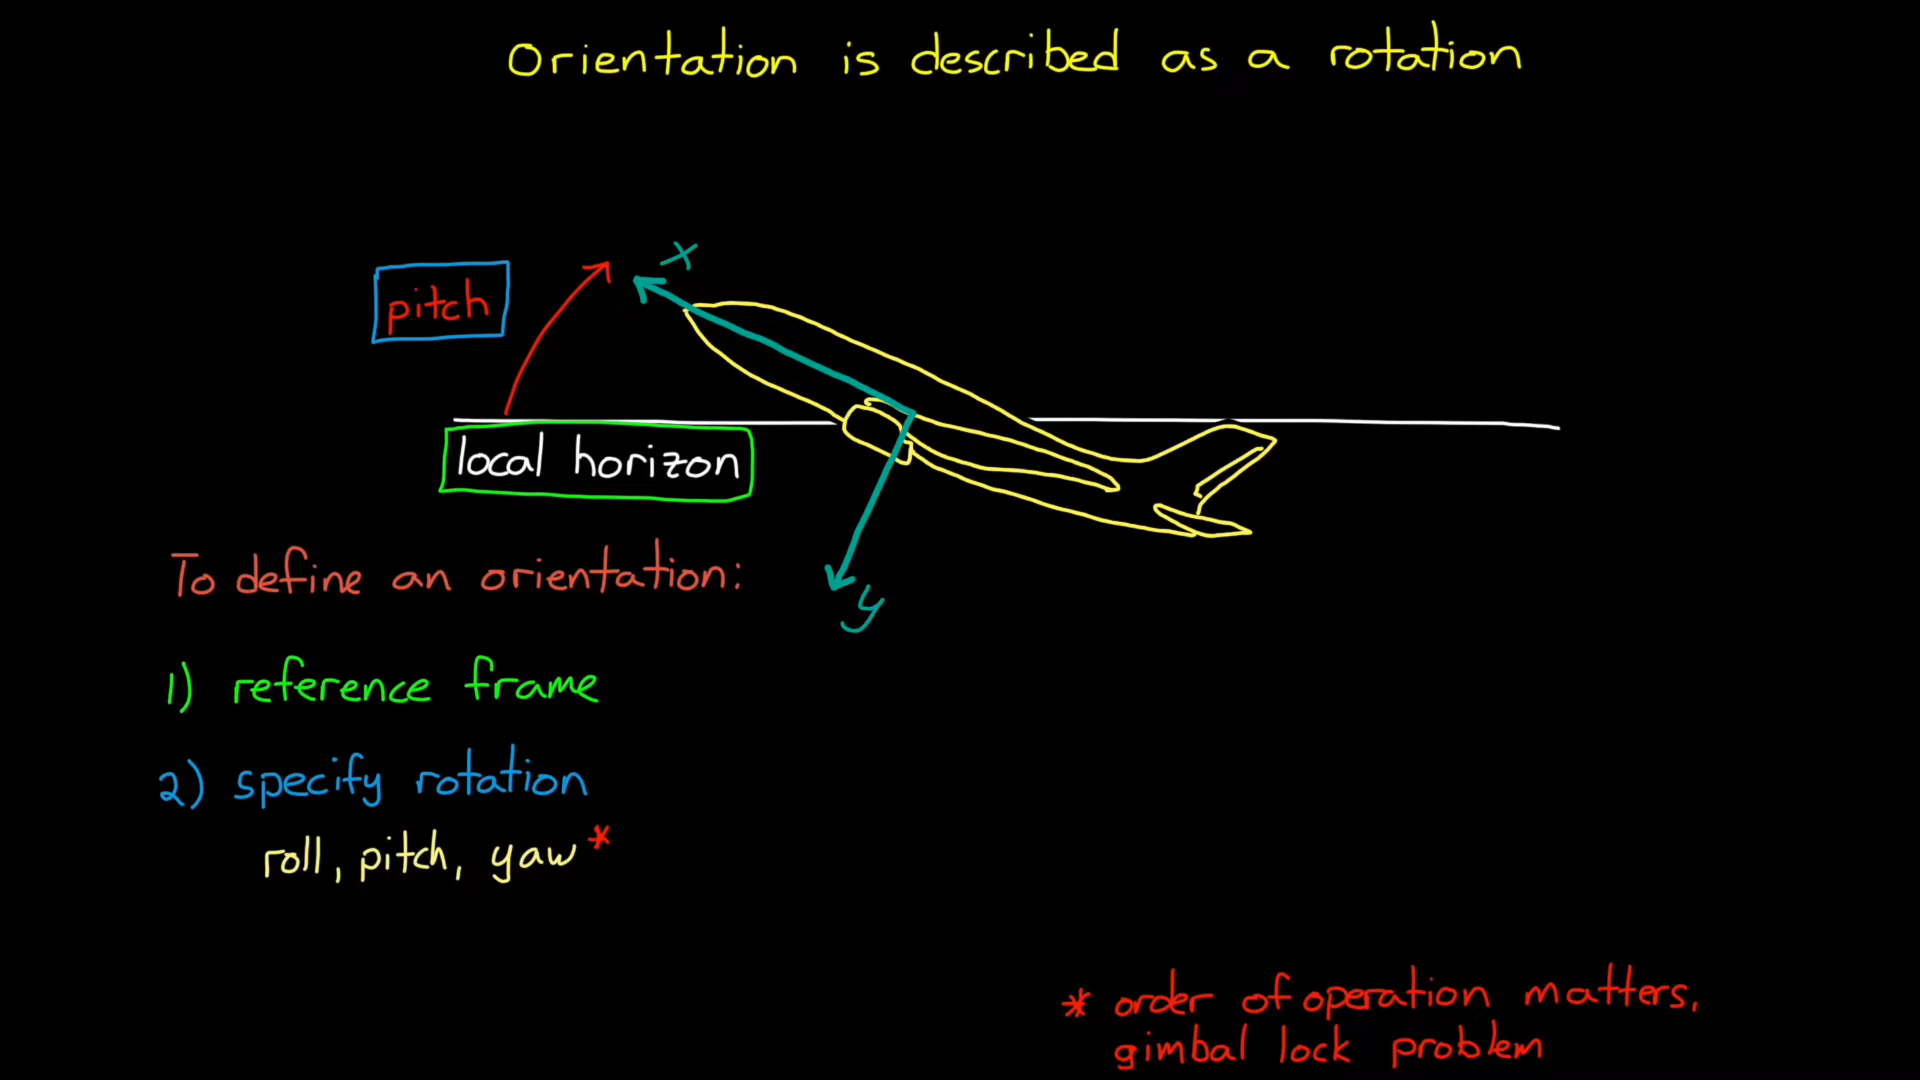 Orientation is described as a rotation
x
pitch
local horizon
y
To define an orientation:
1) reference frame
2) specify rotation
roll, pitch, yaw*
* order of operation matters,
gimbal lock problem